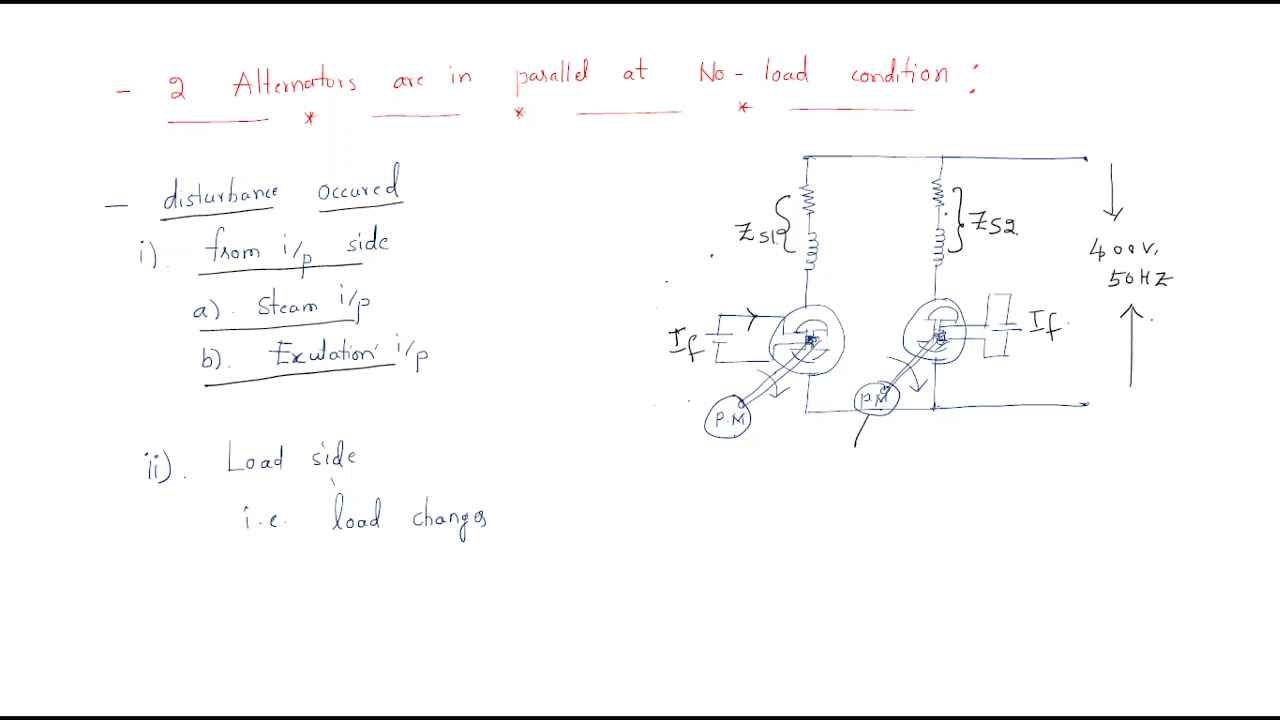 - 2 Alternators are in parallel at No-load condition :
* * *
- disturbance occured
i). from i/p side
a). Steam i/p
b). Exutation i/p
ii). Load side
i.e. load changes
ZS1
ZS2
400V,
50HZ
If
If
P.M
P.M